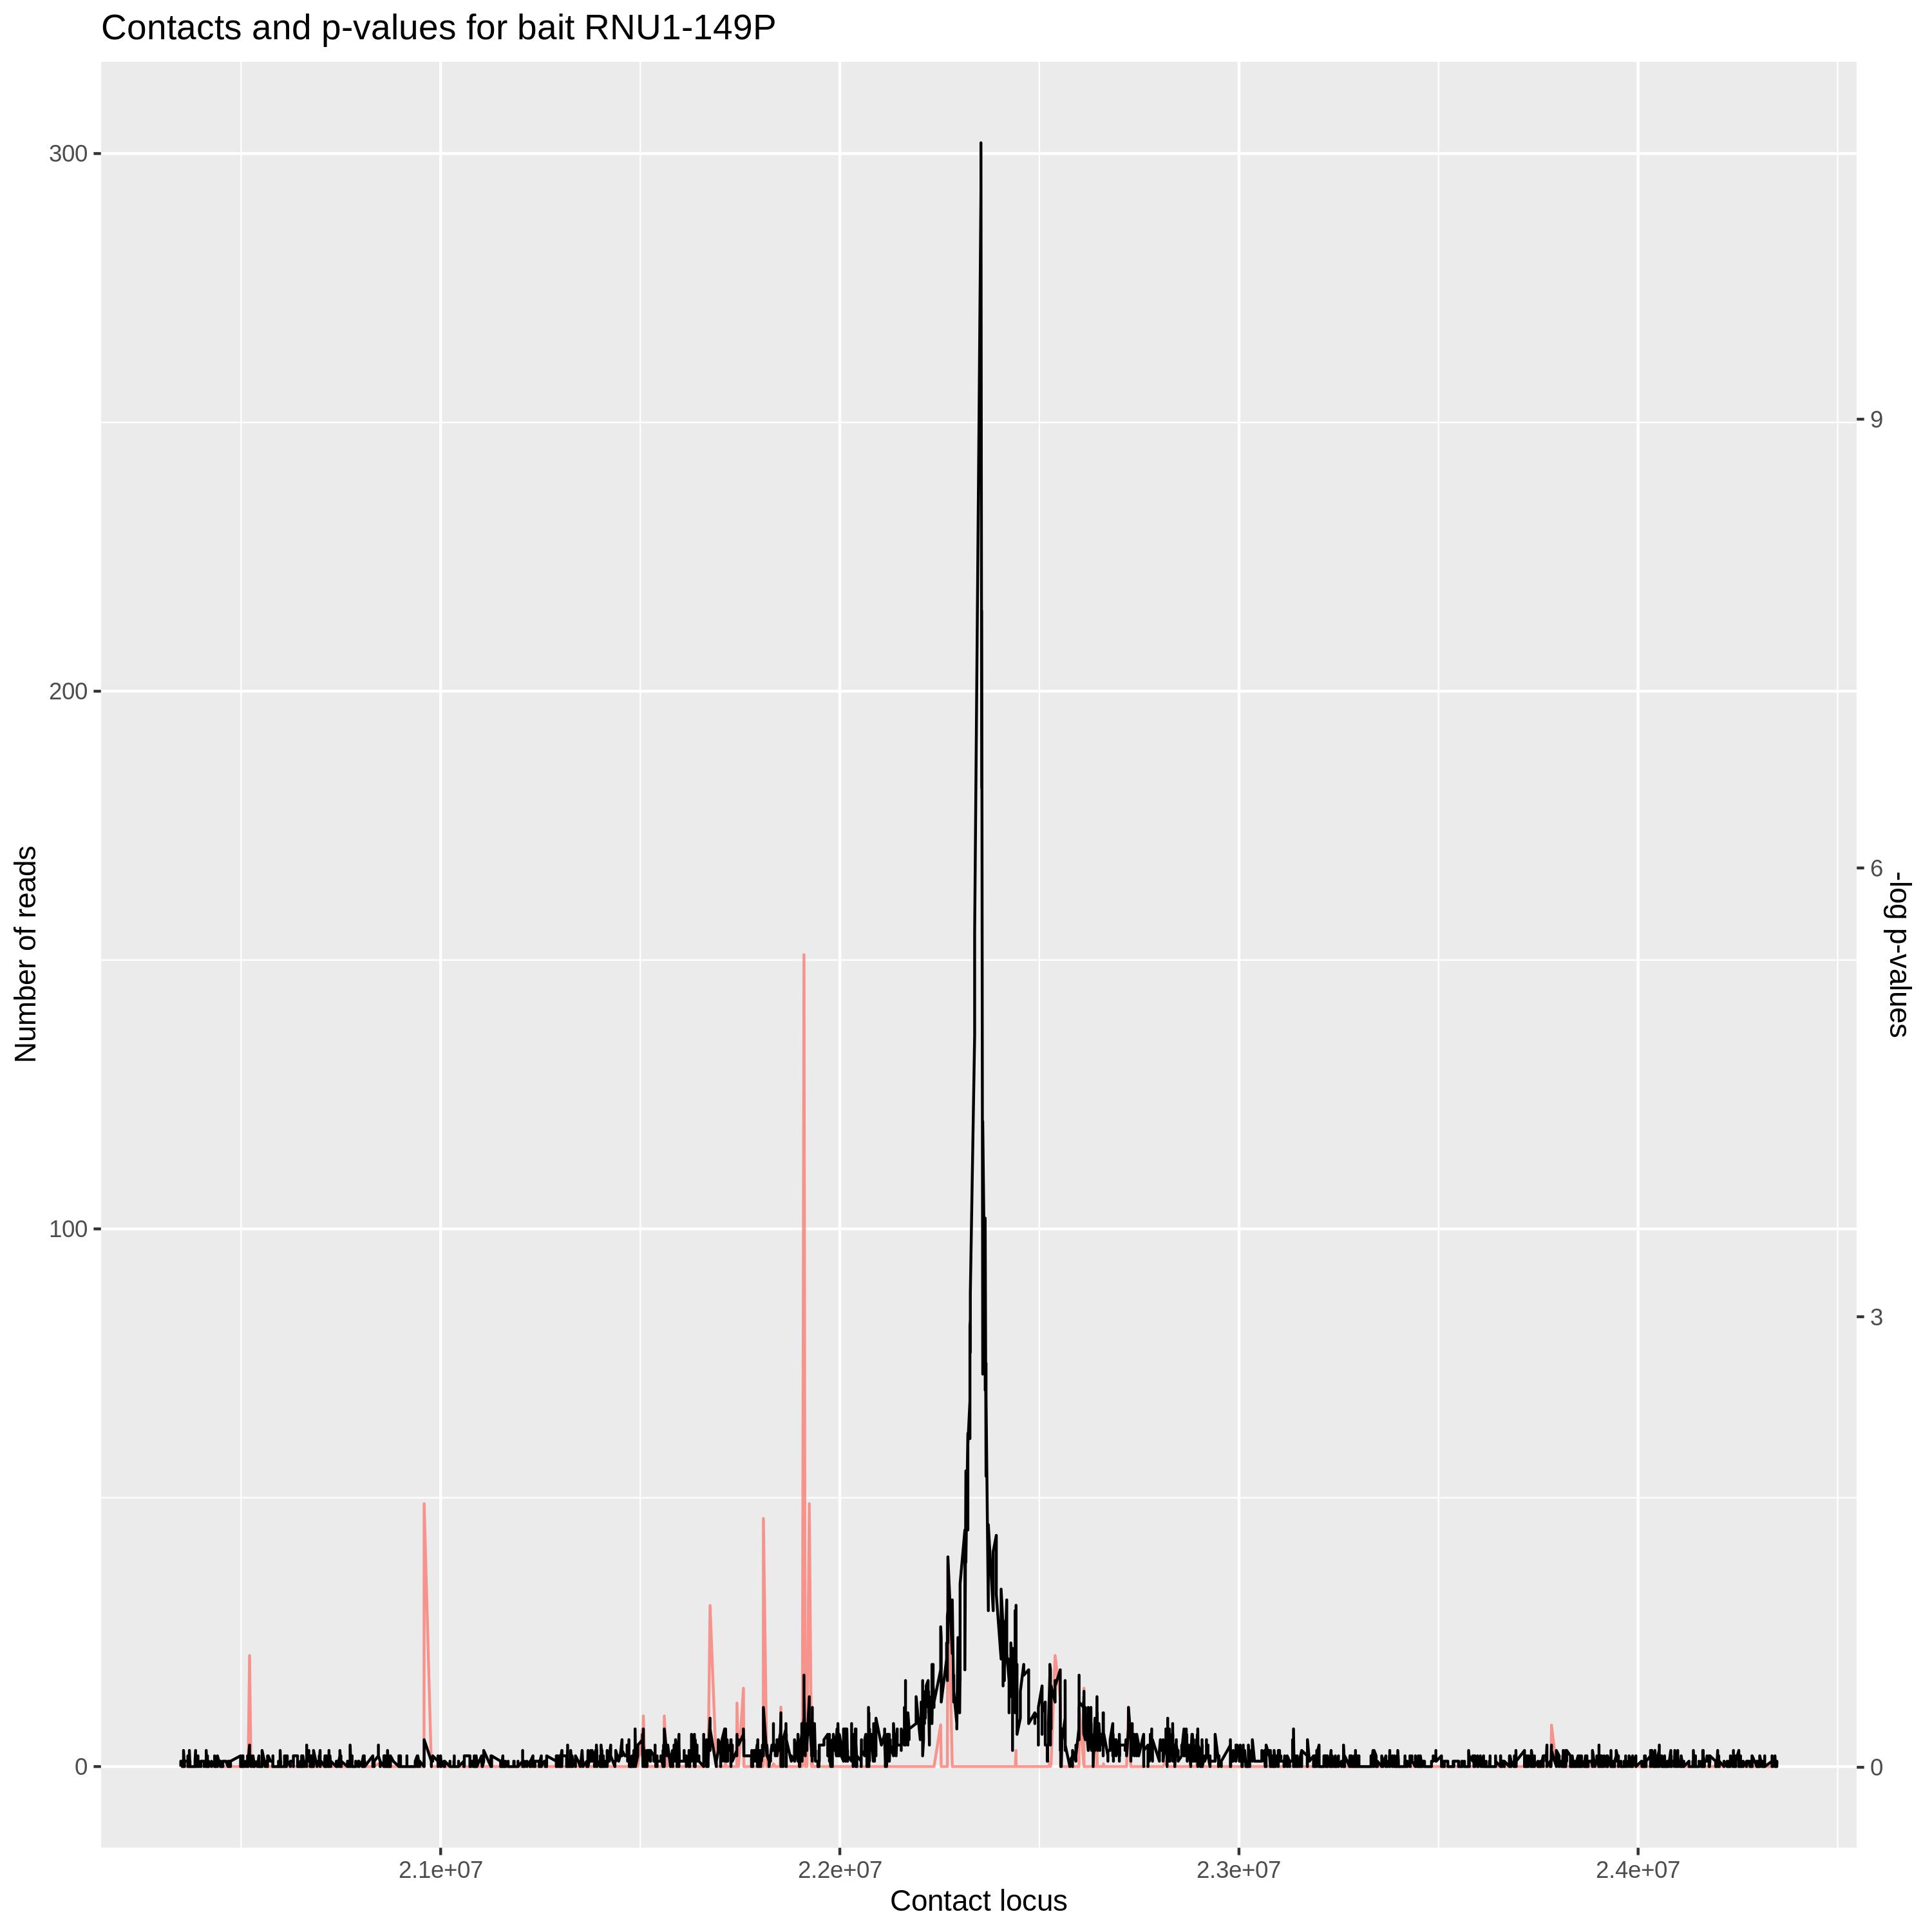 Contacts and p-values for bait RNU1-149P
300
200
100
0
Number of reads
9
6
3
0
-log p-values
2.1e+07
2.2e+07
2.3e+07
2.4e+07
Contact locus